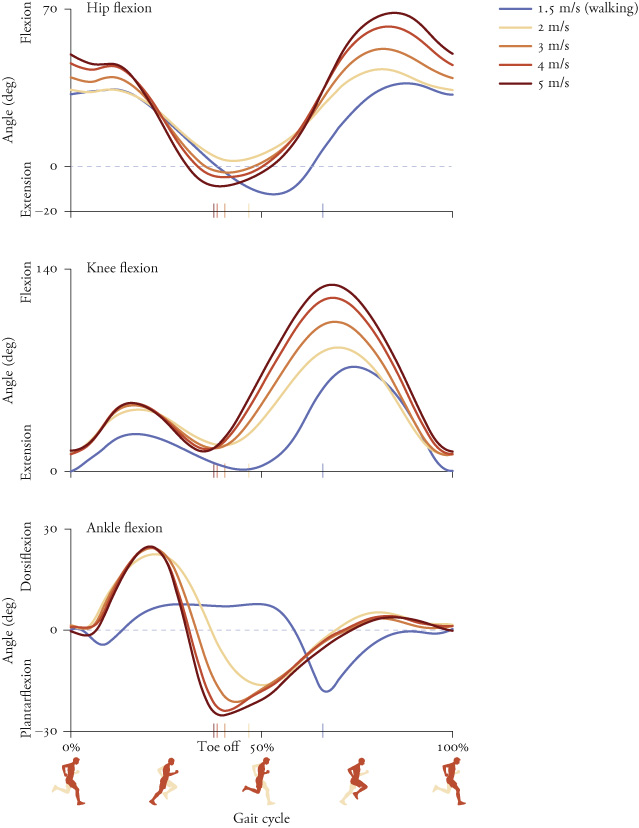 Hip flexion
70
0
−20
Flexion
Angle (deg)
Extension
1.5 m/s (walking)
2 m/s
3 m/s
4 m/s
5 m/s
Knee flexion
140
0
Flexion
Angle (deg)
Extension
Ankle flexion
30
0
−30
Dorsiflexion
Angle (deg)
Plantarflexion
0% Toe off 50% 100%
Gait cycle